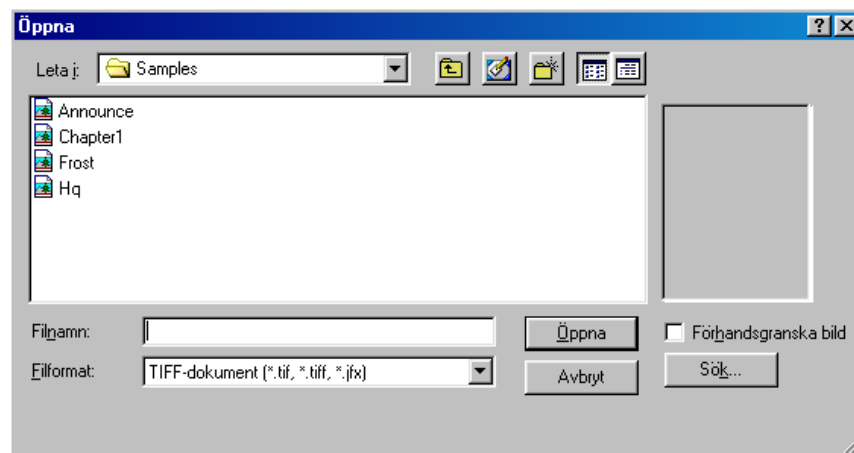 Öppna
Leta i: Samples
Announce
Chapter1
Frost
Hq
Filnamn: Öppna Förhandsgranska bild
Filformat: TIFF-dokument (*.tif, *.tiff, *.jfx) Avbryt Sök...